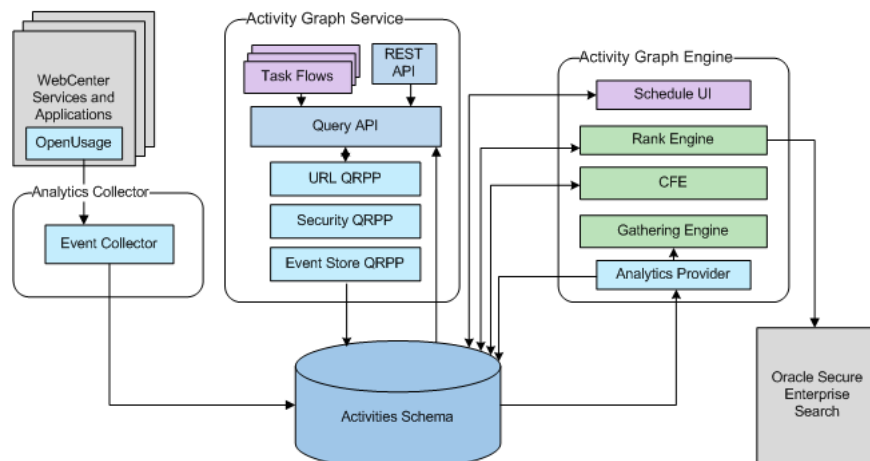 WebCenter
Services and
Applications
OpenUsage
Analytics Collector
Event Collector
Activity Graph Service
Task Flows
REST
API
Query API
URL QRPP
Security QRPP
Event Store QRPP
Activities Schema
Activity Graph Engine
Schedule UI
Rank Engine
CFE
Gathering Engine
Analytics Provider
Oracle Secure
Enterprise
Search